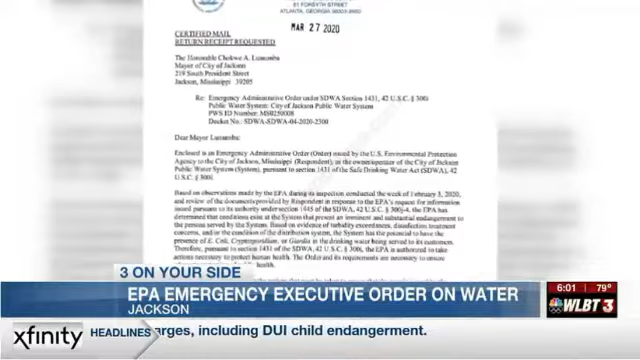 61 FORSYTH STREET
ATLANTA, GEORGIA 30303-8960
MAR 27 2020
CERTIFIED MAIL
RETURN RECEIPT REQUESTED
The Honorable Chokwe A. Lumumba
Mayor of City of Jackson
219 South President Street
Jackson, Mississippi 39205
Re: Emergency Administrative Order under SDWA Section 1431, 42 U.S.C. § 300i
Public Water System: City of Jackson Public Water System
PWS ID Number: MS0250008
Docket No.: SDWA-SDWA-04-2020-2300
Dear Mayor Lumumba:
Enclosed is an Emergency Administrative Order (Order) issued by the U.S. Environmental Protection
Agency to the City of Jackson, Mississippi (Respondent), as the owner/operator of the City of Jackson
Public Water System (System), pursuant to section 1431 of the Safe Drinking Water Act (SDWA), 42
U.S.C. § 300i.
Based on observations made by the EPA during its inspection conducted the week of February 3, 2020,
and review of the documents provided by Respondent in response to the EPA's request for information
issued pursuant to its authority under section 1445 of the SDWA, 42 U.S.C. § 300j-4, the EPA has
determined that conditions exist at the System that present an imminent and substantial endangerment to
the persons served by the System. Based on evidence of turbidity exceedances, disinfection treatment
concerns, and/or the condition of the distribution system, the System has the potential to have the
presence of E. Coli, Cryptosporidium, or Giardia in the drinking water being served to its customers.
Therefore, pursuant to section 1431 of the SDWA, 42 U.S.C. § 300i, the EPA is authorized to take
actions necessary to protect human health. The Order and its requirements are necessary to ensure
health.
3 ON YOUR SIDE
EPA EMERGENCY EXECUTIVE ORDER ON WATER
JACKSON
6:01 79°
WLBT 3
xfinity HEADLINES arges, including DUI child endangerment.